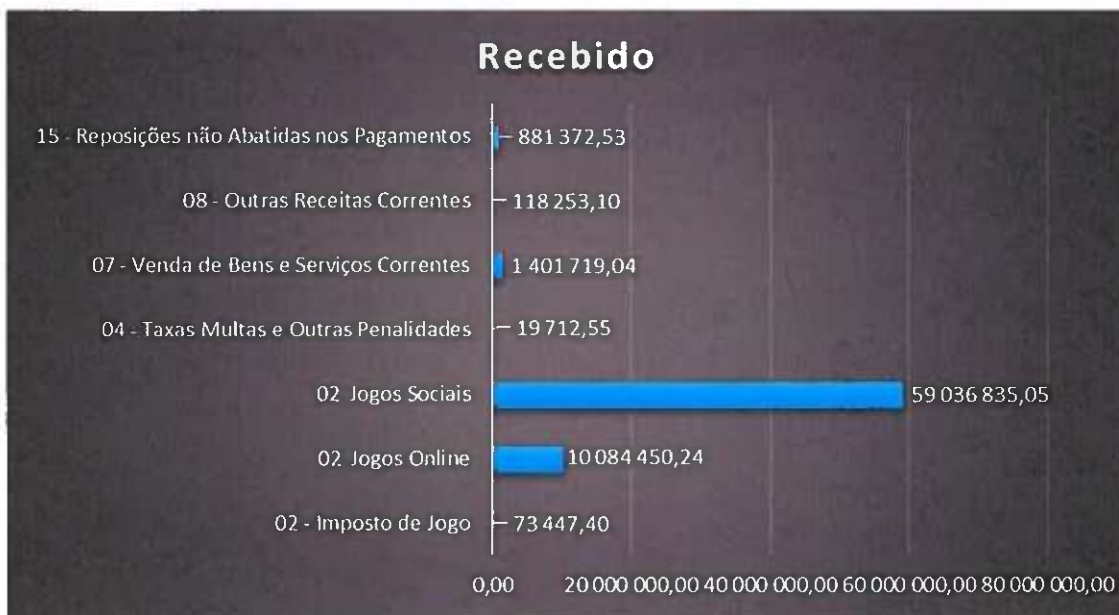 Recebido
15 - Reposições não Abatidas nos Pagamentos 881 372,53
08 - Outras Receitas Correntes 118 253,10
07 - Venda de Bens e Serviços Correntes 1 401 719,04
04 - Taxas Multas e Outras Penalidades 19 712,55
02 Jogos Sociais 59 036 835,05
02 Jogos Online 10 084 450,24
02 - Imposto de Jogo 73 447,40
0,00 20 000 000,00 40 000 000,00 60 000 000,00 80 000 000,00